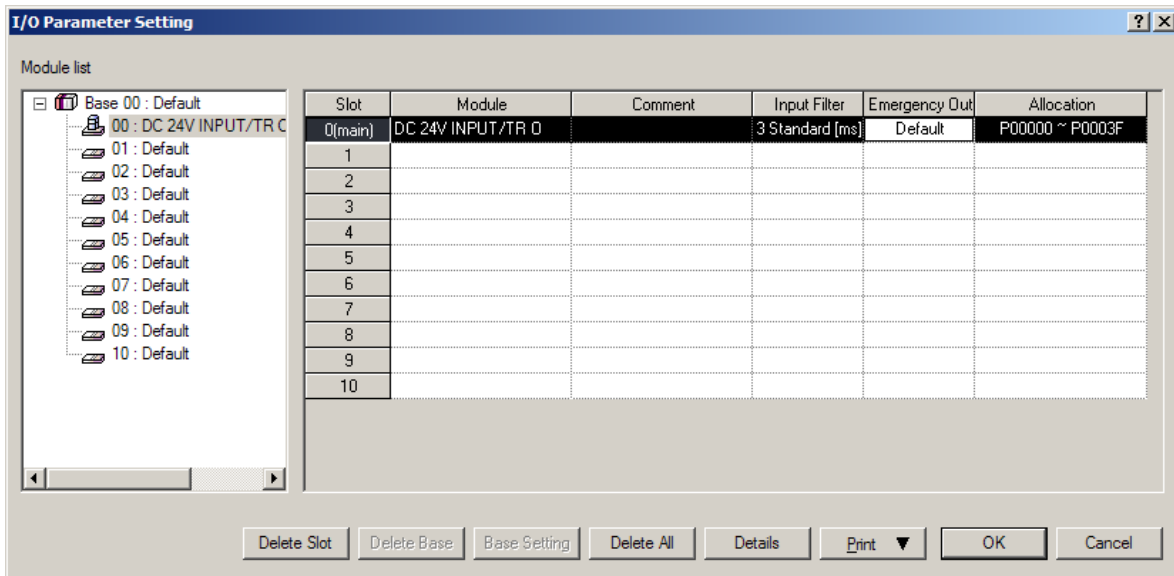 I/O Parameter Setting
Module list
Base 00 : Default
00 : DC 24V INPUT/TR O
01 : Default
02 : Default
03 : Default
04 : Default
05 : Default
06 : Default
07 : Default
08 : Default
09 : Default
10 : Default
Slot Module Comment Input Filter Emergency Out Allocation
0(main) DC 24V INPUT/TR O 3 Standard [ms] Default P00000 ~ P0003F
1
2
3
4
5
6
7
8
9
10
Delete Slot Delete Base Base Setting Delete All Details Print ▼ OK Cancel